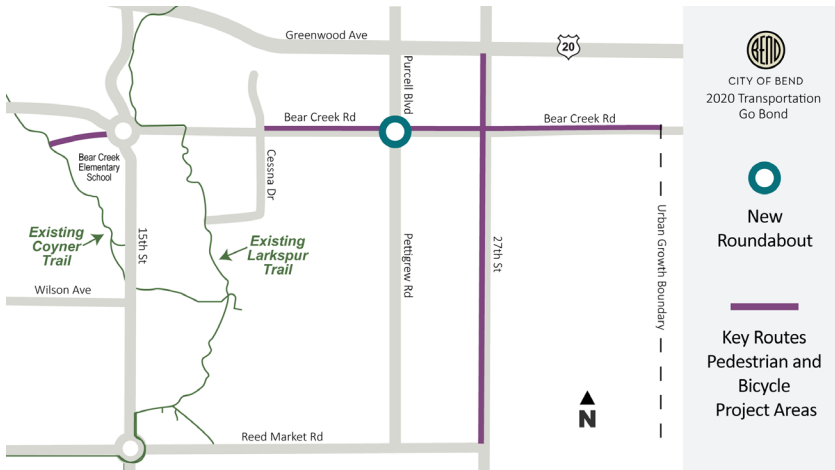 Greenwood Ave
20
Purcell Blvd
Bear Creek Rd
Bear Creek Rd
Bear Creek
Elementary
School
Cessna Dr
Existing
Coyner
Trail
15th St
Existing
Larkspur
Trail
Pettigrew Rd
27th St
Urban Growth Boundary
Wilson Ave
N
Reed Market Rd
BEND
CITY OF BEND
2020 Transportation
Go Bond
New
Roundabout
Key Routes
Pedestrian and
Bicycle
Project Areas